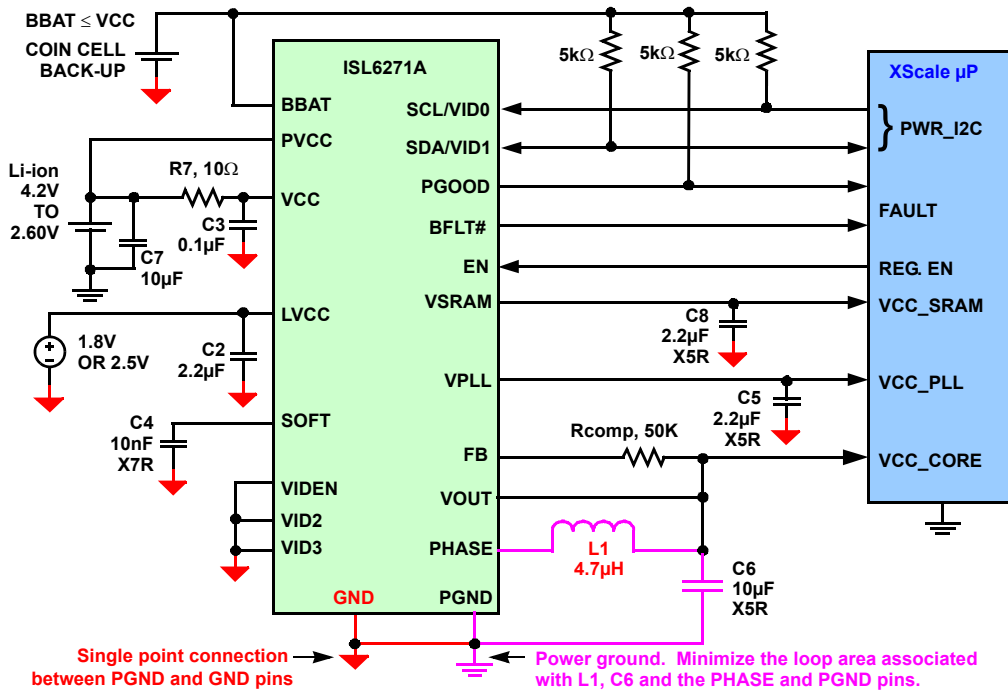 BBAT ≤ VCC
COIN CELL
BACK-UP
ISL6271A
5kΩ
5kΩ
5kΩ
XScale µP
BBAT
SCL/VID0
PWR_I2C
}
PVCC
SDA/VID1
Li-ion
4.2V
TO
2.60V
R7, 10Ω
VCC
C3
0.1µF
C7
10µF
PGOOD
FAULT
BFLT#
EN
REG. EN
VSRAM
VCC_SRAM
C8
2.2µF
X5R
LVCC
+
–
1.8V
OR 2.5V
C2
2.2µF
VPLL
VCC_PLL
C5
2.2µF
X5R
SOFT
C4
10nF
X7R
Rcomp, 50K
FB
VCC_CORE
VIDEN
VOUT
VID2
VID3
PHASE
L1
4.7µH
C6
10µF
X5R
GND
PGND
Single point connection
between PGND and GND pins
Power ground. Minimize the loop area associated
with L1, C6 and the PHASE and PGND pins.